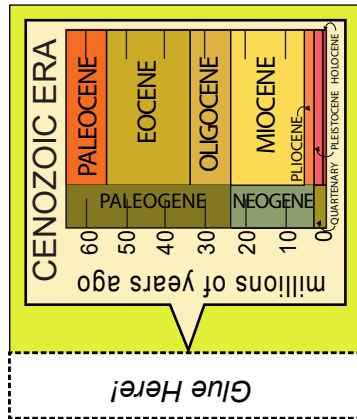 CENOZOIC ERA
PALEOCENE
EOCENE
OLIGOCENE
MIOCENE
PLIOCENE
PLEISTOCENE
HOLOCENE
PALEOGENE
NEOGENE
QUARTENARY
60
50
40
30
20
10
0
millions of years ago
Glue Here!